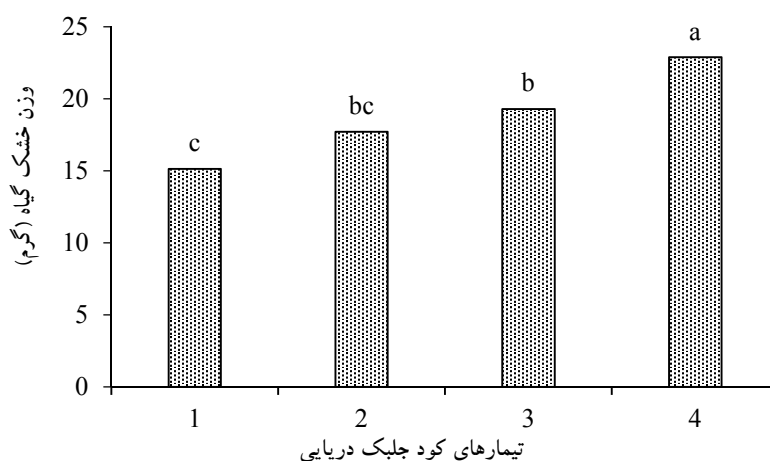 وزن خشک گیاه (گرم)
25
20
15
10
5
0
c
bc
b
a
1 2 3 4
تیمارهای کود جلبک دریایی